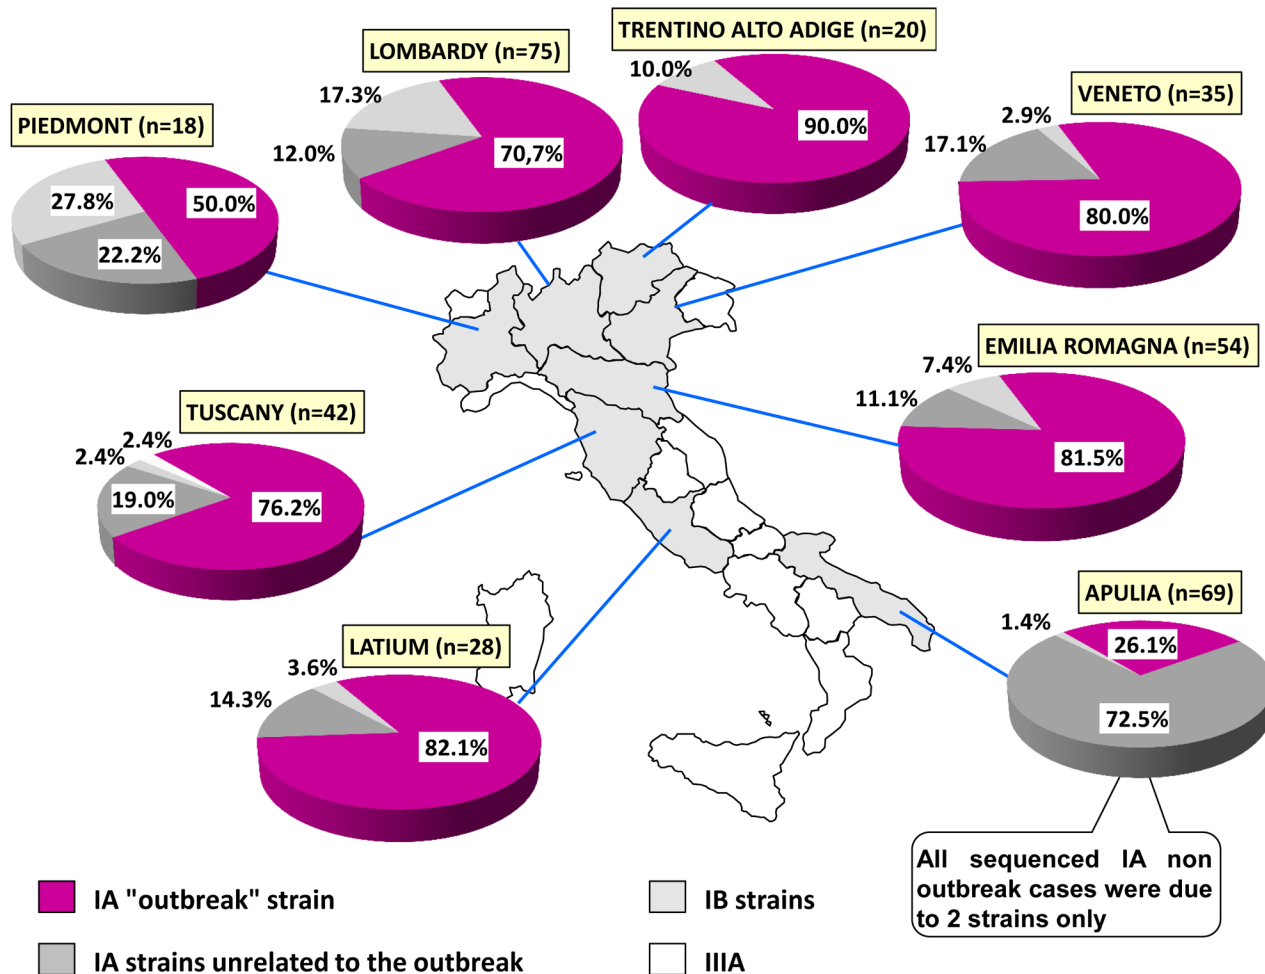 TRENTINO ALTO ADIGE (n=20)
10.0%
90.0%
LOMBARDY (n=75)
17.3%
12.0%
70,7%
VENETO (n=35)
2.9%
17.1%
80.0%
PIEDMONT (n=18)
27.8%
50.0%
22.2%
EMILIA ROMAGNA (n=54)
7.4%
11.1%
81.5%
TUSCANY (n=42)
2.4%
2.4%
19.0%
76.2%
APULIA (n=69)
1.4%
26.1%
72.5%
LATIUM (n=28)
3.6%
14.3%
82.1%
All sequenced IA non
outbreak cases were due
to 2 strains only
IA "outbreak" strain
IB strains
IA strains unrelated to the outbreak
IIIA